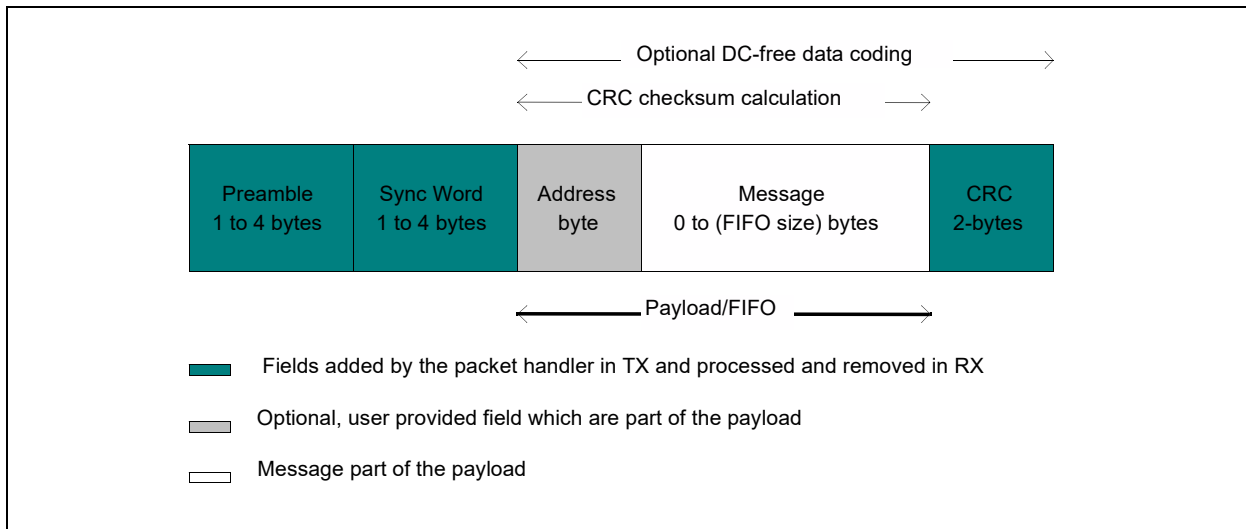 Optional DC-free data coding
CRC checksum calculation
Preamble
1 to 4 bytes
Sync Word
1 to 4 bytes
Address
byte
Message
0 to (FIFO size) bytes
CRC
2-bytes
Payload/FIFO
Fields added by the packet handler in TX and processed and removed in RX
Optional, user provided field which are part of the payload
Message part of the payload